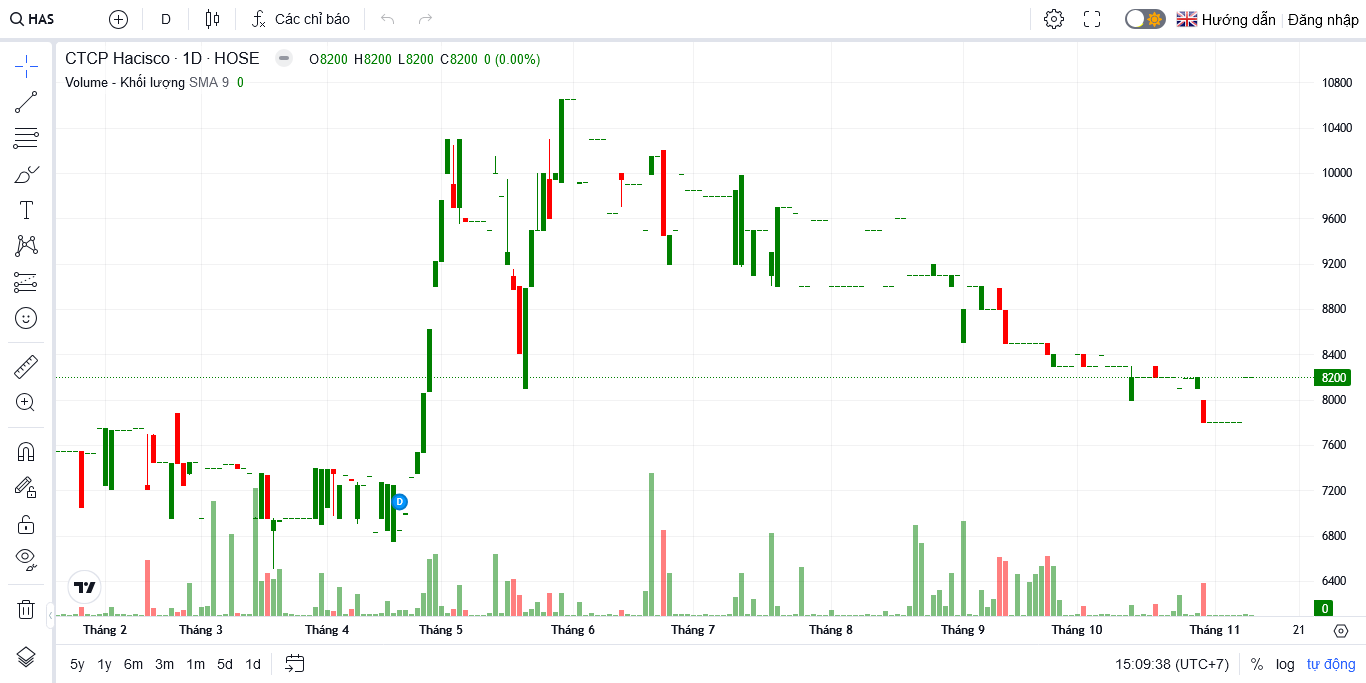 HAS D Các chỉ báo Hướng dẫn Đăng nhập
CTCP Hacisco · 1D · HOSE O8200 H8200 L8200 C8200 0 (0.00%)
Volume - Khối lượng SMA 9 0
10800
10400
10000
9600
9200
8800
8400
8200
8000
7600
7200
D
6800
6400
0
Tháng 2 Tháng 3 Tháng 4 Tháng 5 Tháng 6 Tháng 7 Tháng 8 Tháng 9 Tháng 10 Tháng 11 21
5y 1y 6m 3m 1m 5d 1d 15:09:38 (UTC+7) % log tự động